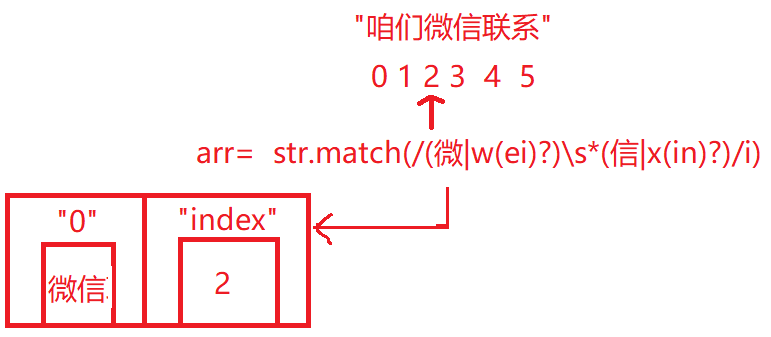 "咱们微信联系"
0 1 2 3 4 5
arr= str.match(/(微|w(ei)?)\s*(信|x(in)?)/i)
"0" "index"
微信 2